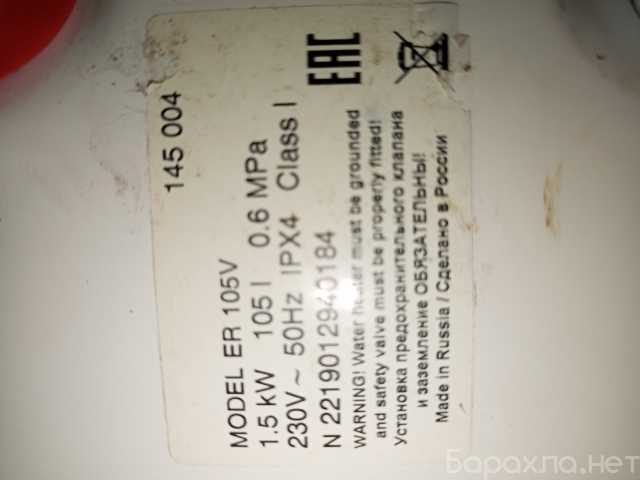 145 004
EAC
MODEL ER 105V
1.5 kW 105 l 0.6 MPa
230V ~ 50Hz IPX4 Class I
N 2219012940184
WARNING! Water heater must be grounded
and safety valve must be properly fitted!
Установка предохранительного клапана
и заземление ОБЯЗАТЕЛЬНЫ!
Made in Russia / Сделано в России
Барахла.нет